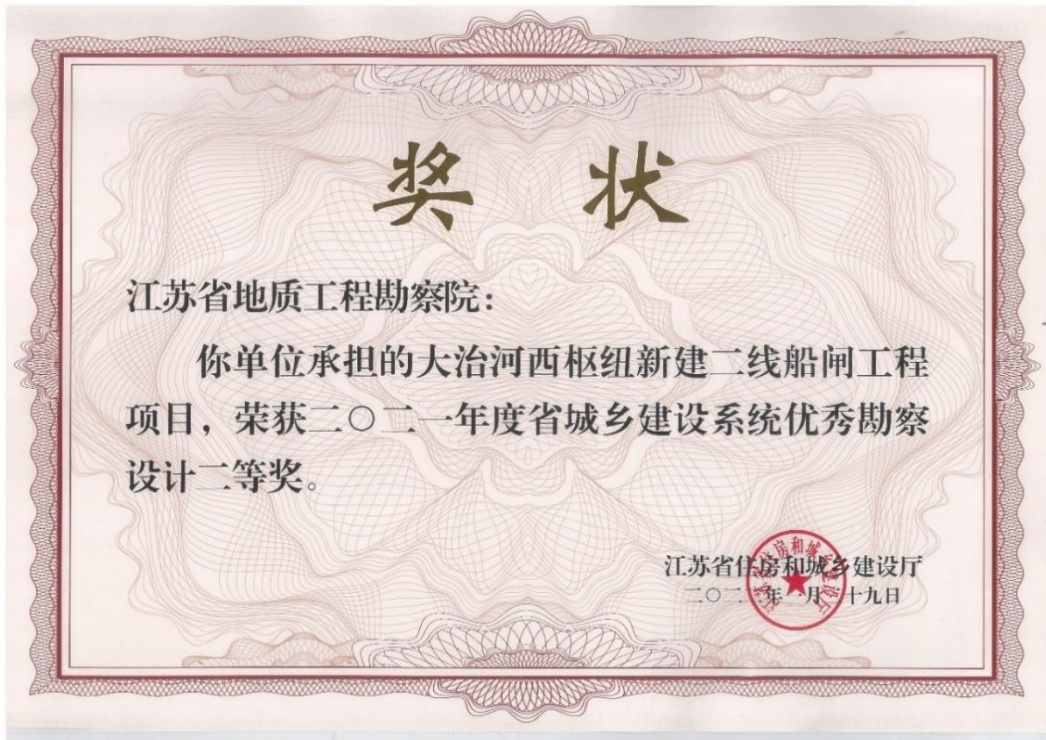 奖状
江苏省地质工程勘察院：
你单位承担的大治河西枢纽新建二线船闸工程
项目，荣获二〇二一年度省城乡建设系统优秀勘察
设计二等奖。
江苏省住房和城乡建设厅
年 月 十九日